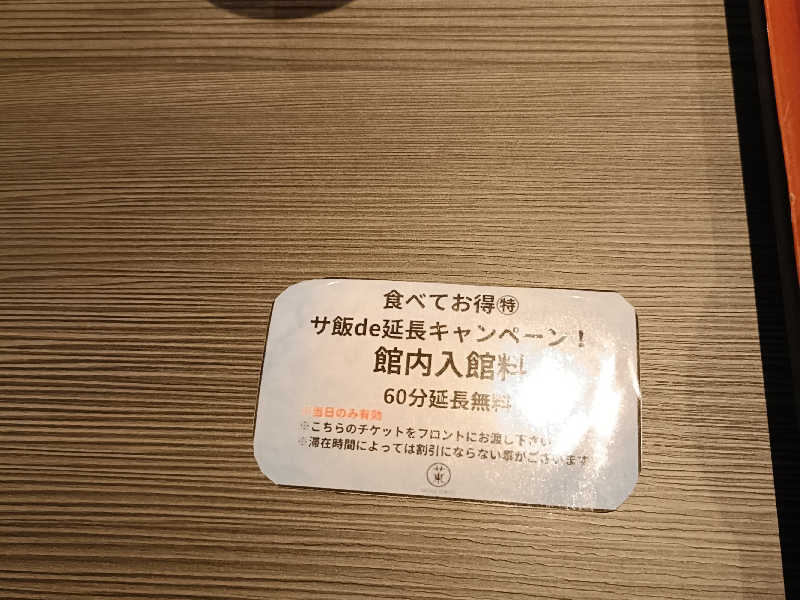 食べてお得㊕
サ飯de延長キャンペーン！
館内入館料
60分延長無料
※当日のみ有効
※こちらのチケットをフロントにお渡し下さい
※滞在時間によっては割引にならない事がございます